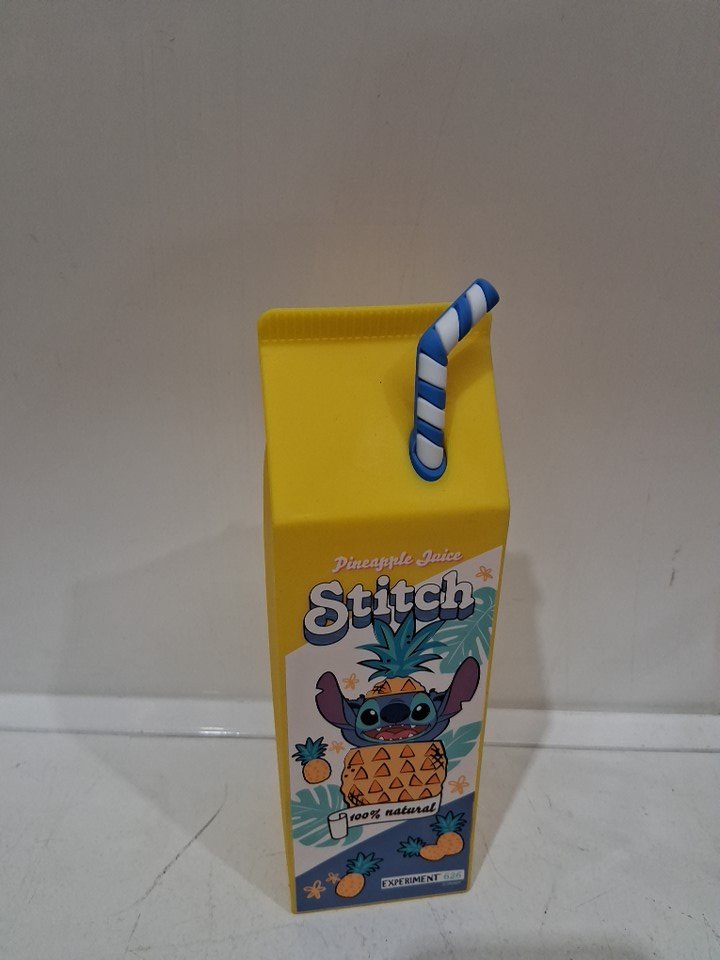 Pineapple Juice
Stitch
100% natural
EXPERIMENT 626